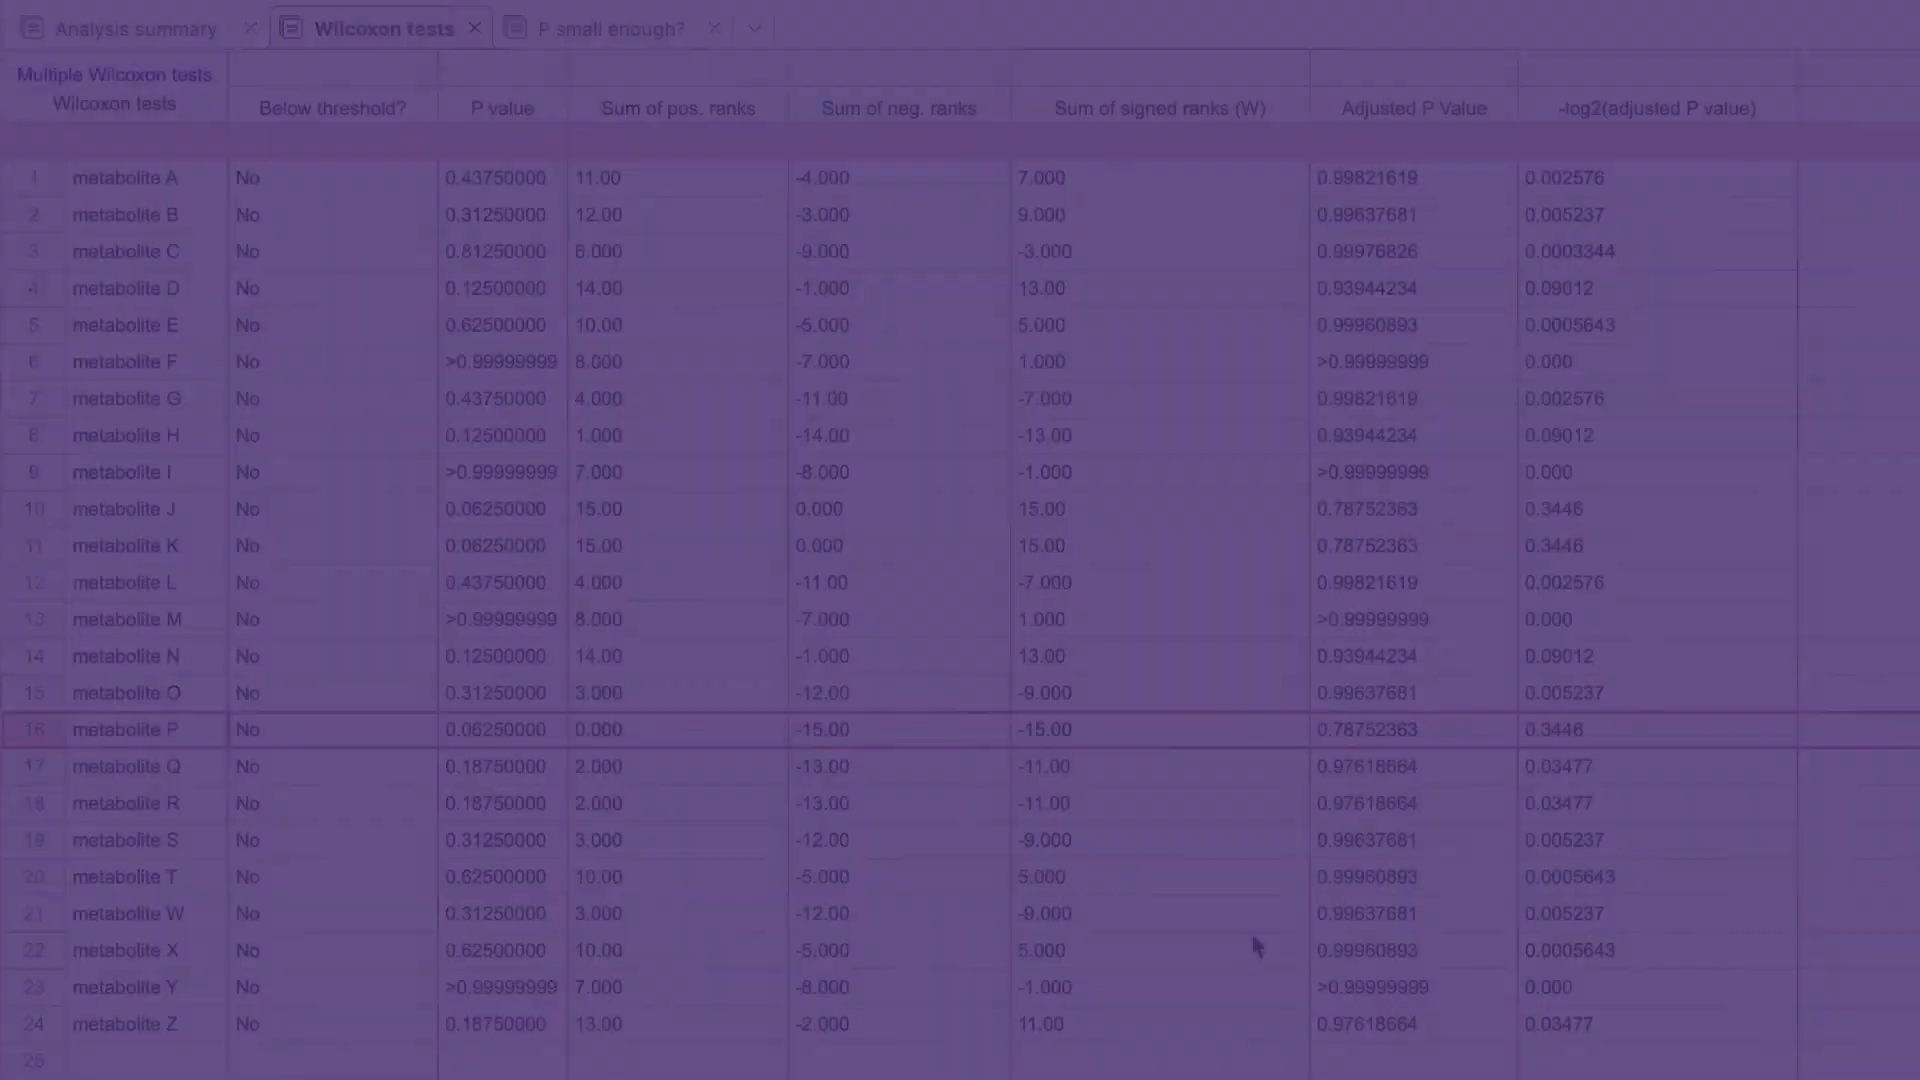 Analysis summary Wilcoxon tests P small enough?
Multiple Wilcoxon tests
Wilcoxon tests Below threshold? P value Sum of pos. ranks Sum of neg. ranks Sum of signed ranks (W) Adjusted P Value -log2(adjusted P value)
1 metabolite A No 0.43750000 11.00 -4.000 7.000 0.99821619 0.002576
2 metabolite B No 0.31250000 12.00 -3.000 9.000 0.99637681 0.005237
3 metabolite C No 0.81250000 6.000 -9.000 -3.000 0.99976826 0.0003344
4 metabolite D No 0.12500000 14.00 -1.000 13.00 0.93944234 0.09012
5 metabolite E No 0.62500000 10.00 -5.000 5.000 0.99960893 0.0005643
6 metabolite F No >0.99999999 8.000 -7.000 1.000 >0.99999999 0.000
7 metabolite G No 0.43750000 4.000 -11.00 -7.000 0.99821619 0.002576
8 metabolite H No 0.12500000 1.000 -14.00 -13.00 0.93944234 0.09012
9 metabolite I No >0.99999999 7.000 -8.000 -1.000 >0.99999999 0.000
10 metabolite J No 0.06250000 15.00 0.000 15.00 0.78752363 0.3446
11 metabolite K No 0.06250000 15.00 0.000 15.00 0.78752363 0.3446
12 metabolite L No 0.43750000 4.000 -11.00 -7.000 0.99821619 0.002576
13 metabolite M No >0.99999999 8.000 -7.000 1.000 >0.99999999 0.000
14 metabolite N No 0.12500000 14.00 -1.000 13.00 0.93944234 0.09012
15 metabolite O No 0.31250000 3.000 -12.00 -9.000 0.99637681 0.005237
16 metabolite P No 0.06250000 0.000 -15.00 -15.00 0.78752363 0.3446
17 metabolite Q No 0.18750000 2.000 -13.00 -11.00 0.97618664 0.03477
18 metabolite R No 0.18750000 2.000 -13.00 -11.00 0.97618664 0.03477
19 metabolite S No 0.31250000 3.000 -12.00 -9.000 0.99637681 0.005237
20 metabolite T No 0.62500000 10.00 -5.000 5.000 0.99960893 0.0005643
21 metabolite W No 0.31250000 3.000 -12.00 -9.000 0.99637681 0.005237
22 metabolite X No 0.62500000 10.00 -5.000 5.000 0.99960893 0.0005643
23 metabolite Y No >0.99999999 7.000 -8.000 -1.000 >0.99999999 0.000
24 metabolite Z No 0.18750000 13.00 -2.000 11.00 0.97618664 0.03477